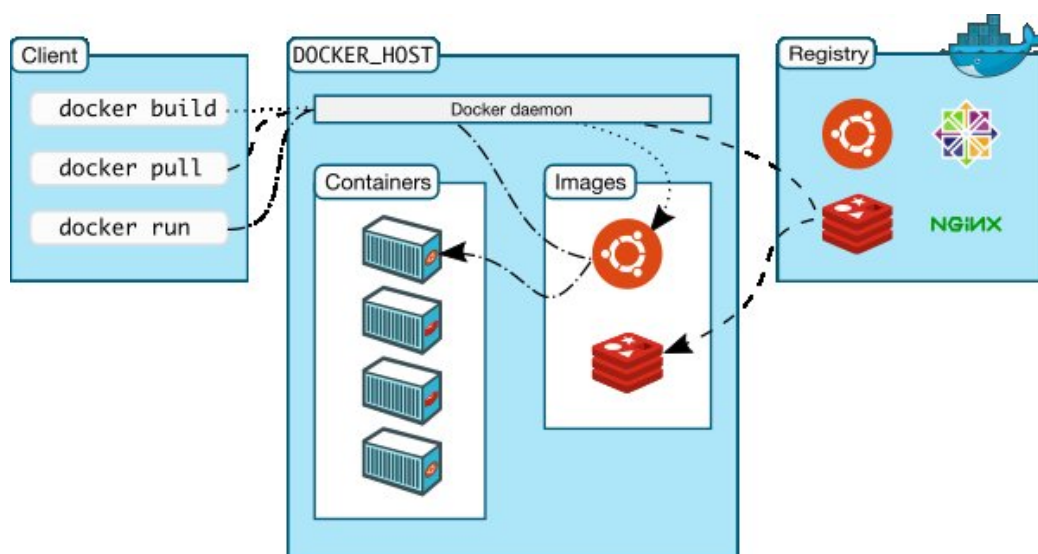 Client
docker build
docker pull
docker run
DOCKER_HOST
Docker daemon
Containers
Images
Registry
NGiNX